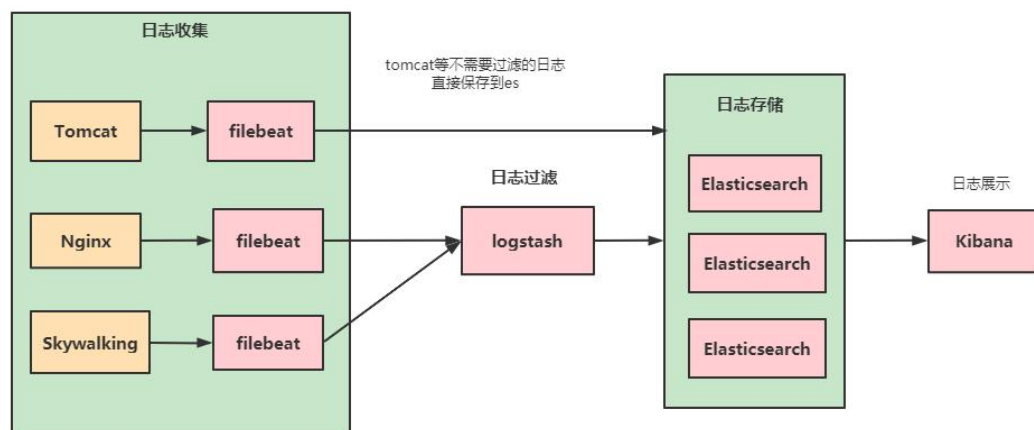 日志收集
tomcat等不需要过滤的日志
直接保存到es
日志存储
Tomcat
filebeat
日志过滤
Elasticsearch
日志展示
Nginx
filebeat
logstash
Elasticsearch
Kibana
Skywalking
filebeat
Elasticsearch